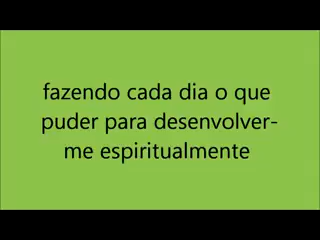 fazendo cada dia o que
puder para desenvolver-
me espiritualmente